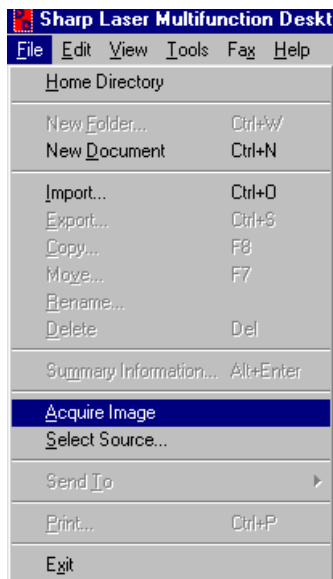 Sharp Laser Multifunction Deskt
File Edit View Tools Fax Help
Home Directory
New Folder... Ctrl+W
New Document Ctrl+N
Import... Ctrl+O
Export... Ctrl+S
Copy... F8
Move... F7
Rename...
Delete Del
Summary Information... Alt+Enter
Acquire Image
Select Source...
Send To
Print... Ctrl+P
Exit